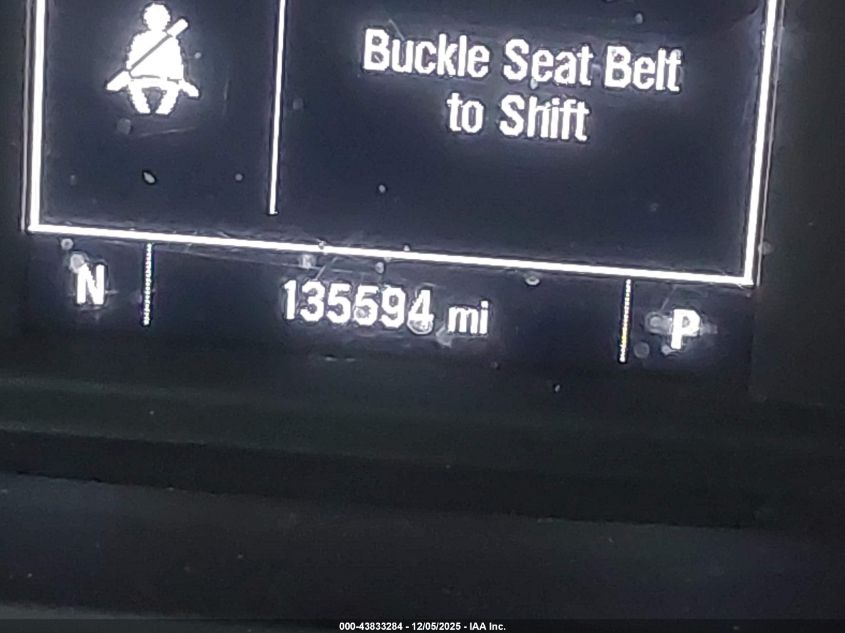 Buckle Seat Belt
to Shift
N 135594 mi P
000-43833284 - 12/05/2025 - IAA Inc.